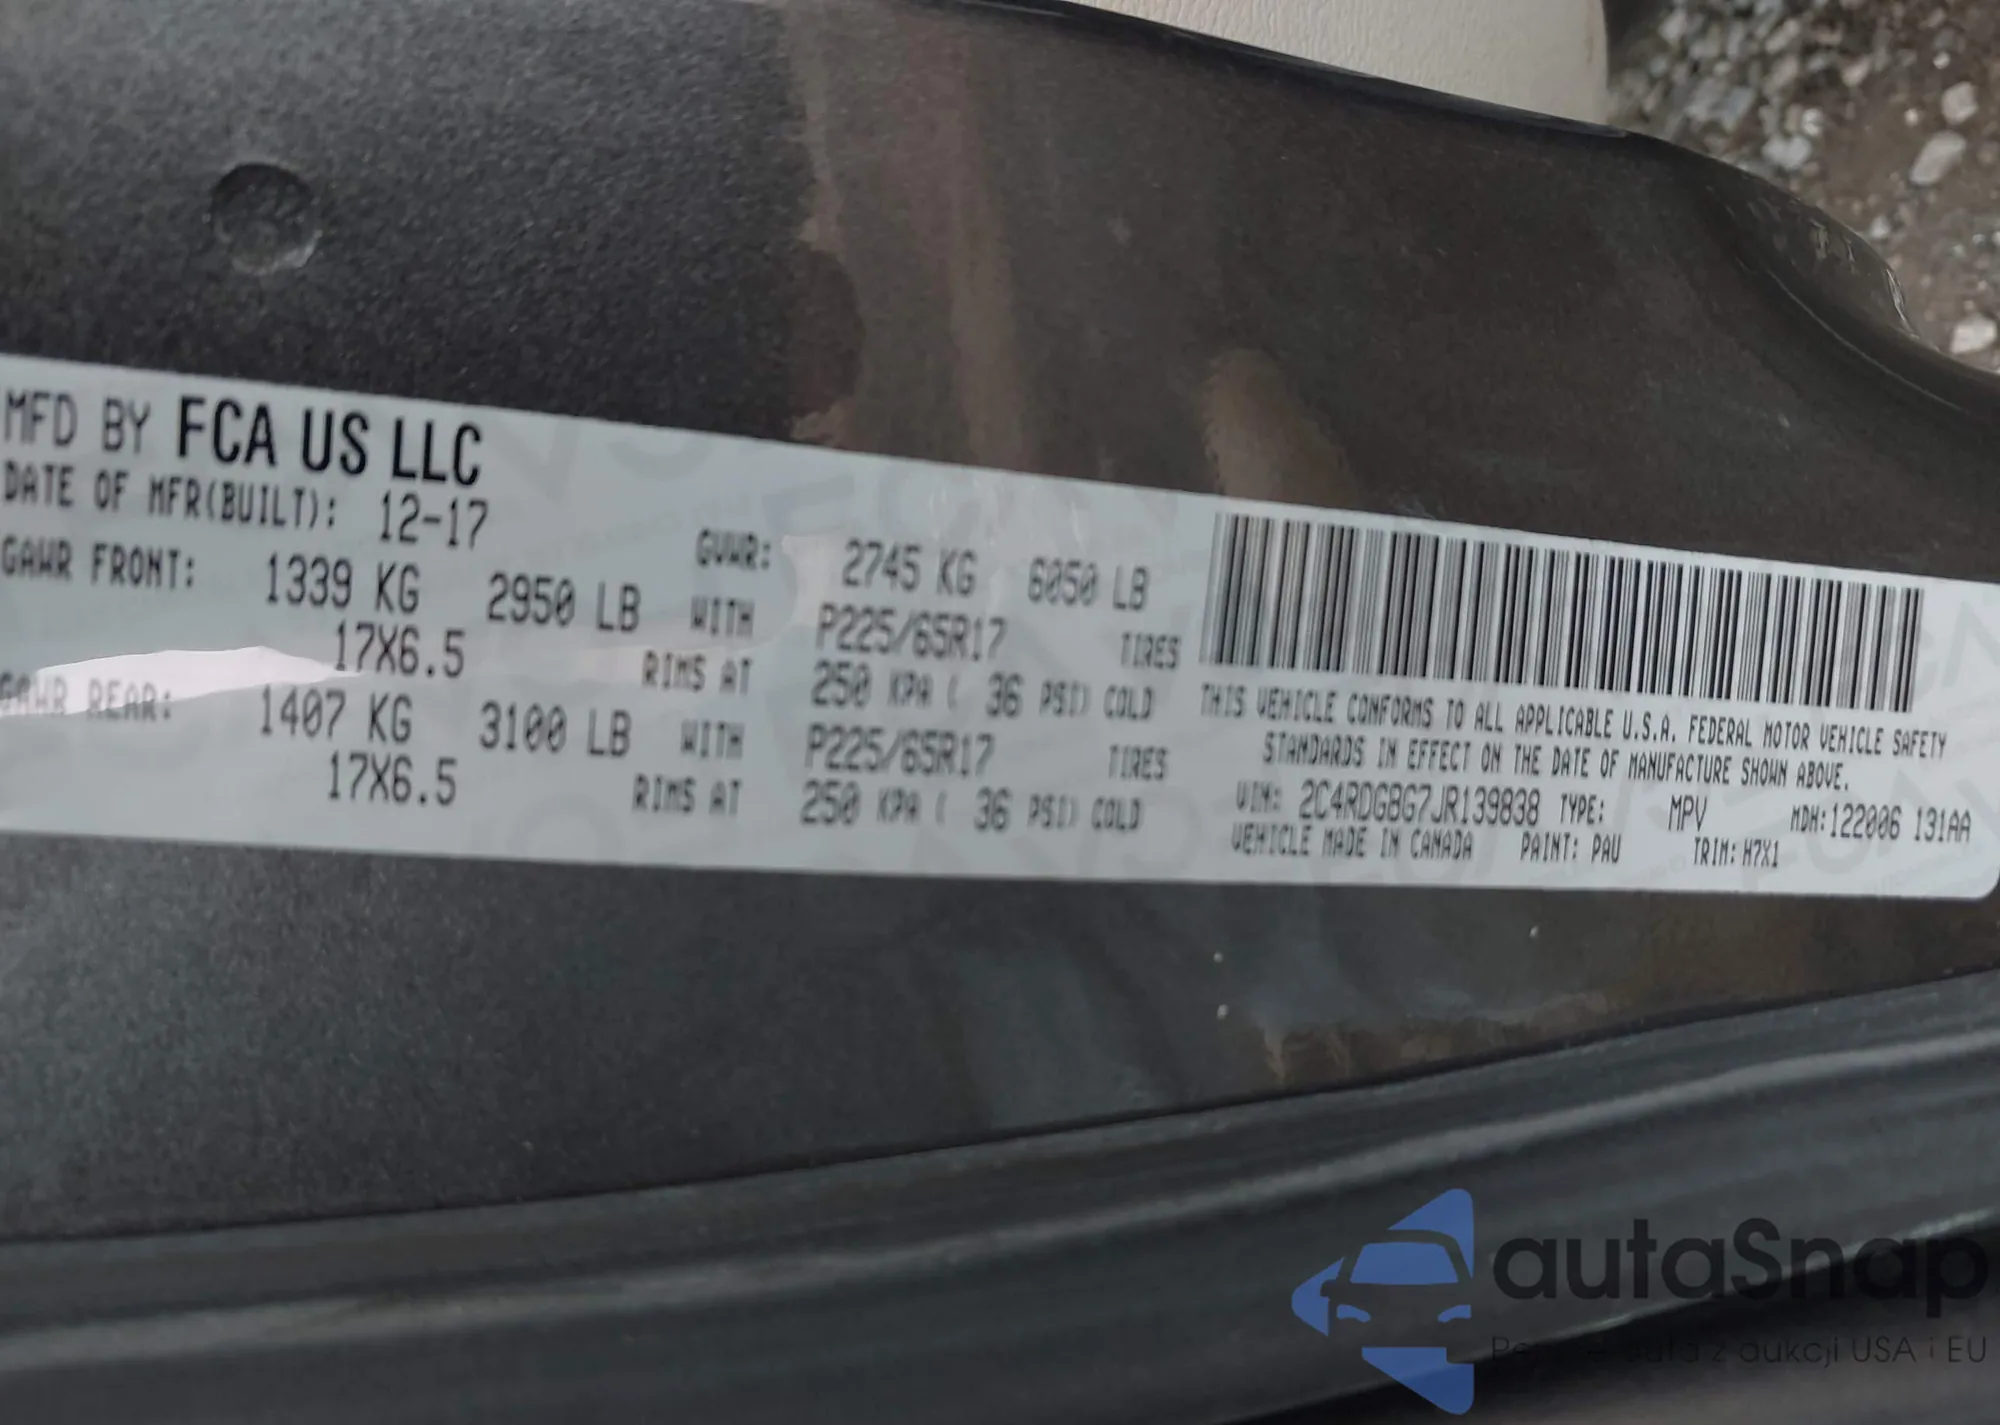 MFD BY FCA US LLC
DATE OF MFR(BUILT): 12-17
GVWR: 2745 KG 6050 LB
GAWR FRONT: 1339 KG 2950 LB WITH P225/65R17 TIRES
17X6.5 RIMS AT 250 KPA ( 36 PSI) COLD
GAWR REAR: 1407 KG 3100 LB WITH P225/65R17 TIRES
17X6.5 RIMS AT 250 KPA ( 36 PSI) COLD
THIS VEHICLE CONFORMS TO ALL APPLICABLE U.S.A. FEDERAL MOTOR VEHICLE SAFETY
STANDARDS IN EFFECT ON THE DATE OF MANUFACTURE SHOWN ABOVE.
VIN: 2C4RDGBG7JR139838 TYPE: MPV MDH:122006 131AA
VEHICLE MADE IN CANADA PAINT: PAU TRIM: H7X1
autaSnap
auta z aukcji USA i EU